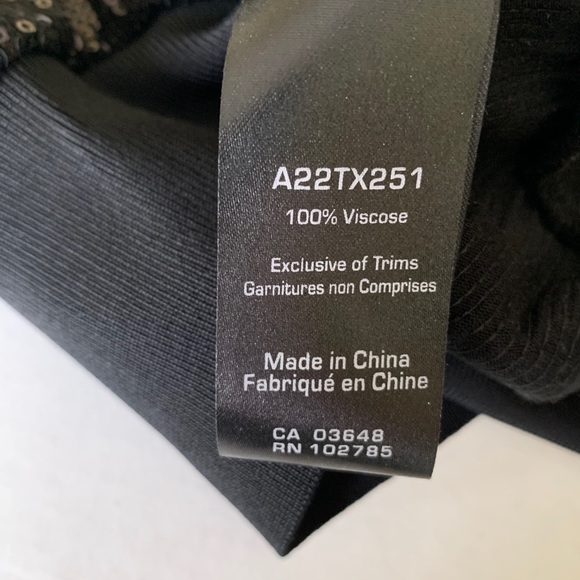 A22TX251
100% Viscose
Exclusive of Trims
Garnitures non Comprises
Made in China
Fabriqué en Chine
CA 03648
RN 102785